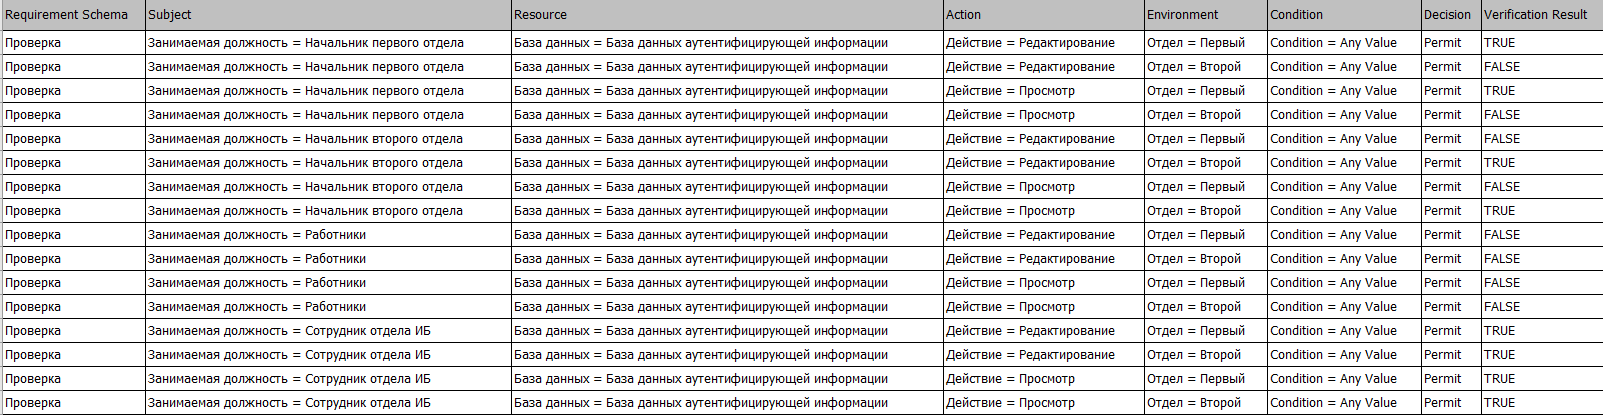 Requirement Schema Subject Resource Action Environment Condition Decision Verification Result
Проверка Занимаемая должность = Начальник первого отдела База данных = База данных аутентифицирующей информации Действие = Редактирование Отдел = Первый Condition = Any Value Permit TRUE
Проверка Занимаемая должность = Начальник первого отдела База данных = База данных аутентифицирующей информации Действие = Редактирование Отдел = Второй Condition = Any Value Permit FALSE
Проверка Занимаемая должность = Начальник первого отдела База данных = База данных аутентифицирующей информации Действие = Просмотр Отдел = Первый Condition = Any Value Permit TRUE
Проверка Занимаемая должность = Начальник первого отдела База данных = База данных аутентифицирующей информации Действие = Просмотр Отдел = Второй Condition = Any Value Permit FALSE
Проверка Занимаемая должность = Начальник второго отдела База данных = База данных аутентифицирующей информации Действие = Редактирование Отдел = Первый Condition = Any Value Permit FALSE
Проверка Занимаемая должность = Начальник второго отдела База данных = База данных аутентифицирующей информации Действие = Редактирование Отдел = Второй Condition = Any Value Permit TRUE
Проверка Занимаемая должность = Начальник второго отдела База данных = База данных аутентифицирующей информации Действие = Просмотр Отдел = Первый Condition = Any Value Permit FALSE
Проверка Занимаемая должность = Начальник второго отдела База данных = База данных аутентифицирующей информации Действие = Просмотр Отдел = Второй Condition = Any Value Permit TRUE
Проверка Занимаемая должность = Работники База данных = База данных аутентифицирующей информации Действие = Редактирование Отдел = Первый Condition = Any Value Permit FALSE
Проверка Занимаемая должность = Работники База данных = База данных аутентифицирующей информации Действие = Редактирование Отдел = Второй Condition = Any Value Permit FALSE
Проверка Занимаемая должность = Работники База данных = База данных аутентифицирующей информации Действие = Просмотр Отдел = Первый Condition = Any Value Permit FALSE
Проверка Занимаемая должность = Работники База данных = База данных аутентифицирующей информации Действие = Просмотр Отдел = Второй Condition = Any Value Permit FALSE
Проверка Занимаемая должность = Сотрудник отдела ИБ База данных = База данных аутентифицирующей информации Действие = Редактирование Отдел = Первый Condition = Any Value Permit TRUE
Проверка Занимаемая должность = Сотрудник отдела ИБ База данных = База данных аутентифицирующей информации Действие = Редактирование Отдел = Второй Condition = Any Value Permit TRUE
Проверка Занимаемая должность = Сотрудник отдела ИБ База данных = База данных аутентифицирующей информации Действие = Просмотр Отдел = Первый Condition = Any Value Permit TRUE
Проверка Занимаемая должность = Сотрудник отдела ИБ База данных = База данных аутентифицирующей информации Действие = Просмотр Отдел = Второй Condition = Any Value Permit TRUE